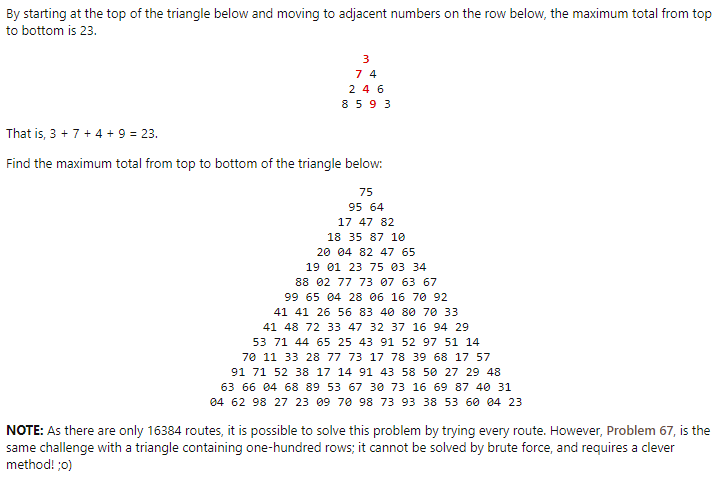 By starting at the top of the triangle below and moving to adjacent numbers on the row below, the maximum total from top
to bottom is 23.
3
7 4
2 4 6
8 5 9 3
That is, 3 + 7 + 4 + 9 = 23.
Find the maximum total from top to bottom of the triangle below:
75
95 64
17 47 82
18 35 87 10
20 04 82 47 65
19 01 23 75 03 34
88 02 77 73 07 63 67
99 65 04 28 06 16 70 92
41 41 26 56 83 40 80 70 33
41 48 72 33 47 32 37 16 94 29
53 71 44 65 25 43 91 52 97 51 14
70 11 33 28 77 73 17 78 39 68 17 57
91 71 52 38 17 14 91 43 58 50 27 29 48
63 66 04 68 89 53 67 30 73 16 69 87 40 31
04 62 98 27 23 09 70 98 73 93 38 53 60 04 23
NOTE: As there are only 16384 routes, it is possible to solve this problem by trying every route. However, Problem 67, is the
same challenge with a triangle containing one-hundred rows; it cannot be solved by brute force, and requires a clever
method! ;o)